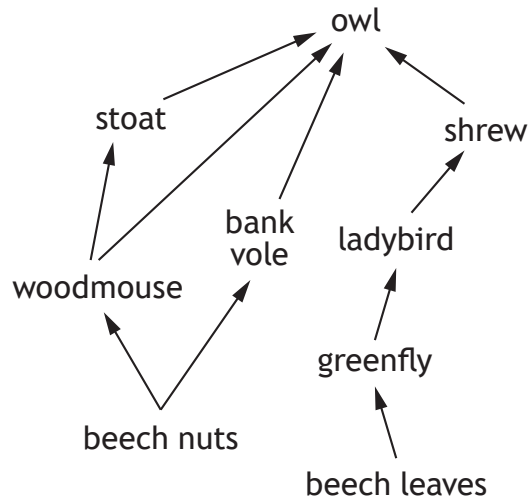 owl
stoat
shrew
bank
vole
ladybird
woodmouse
greenfly
beech nuts
beech leaves